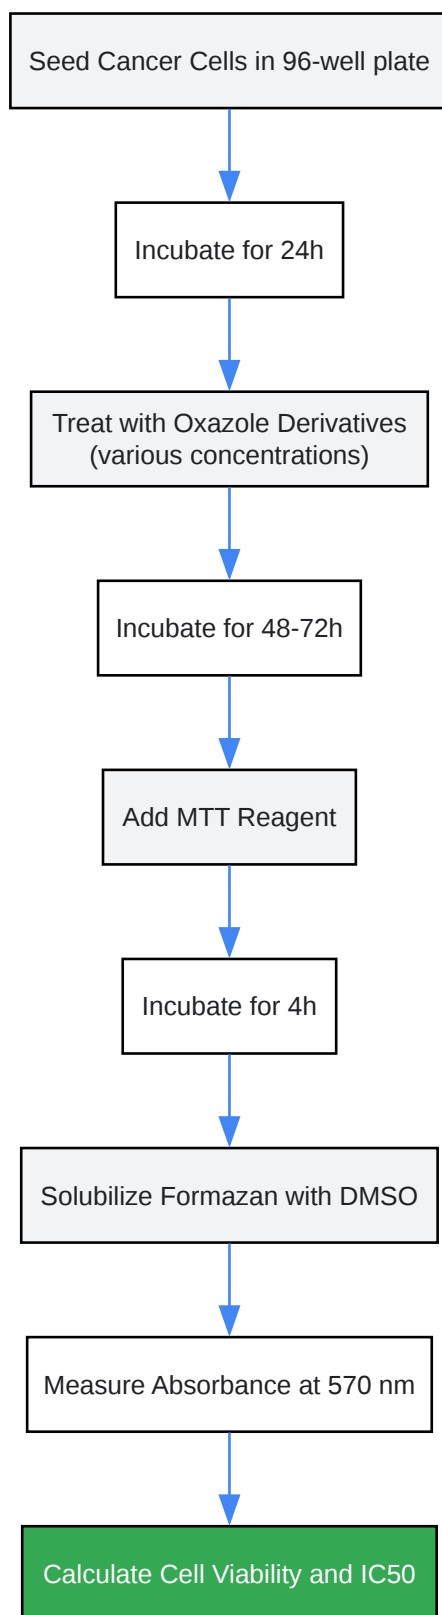 Seed Cancer Cells in 96-well plate
Incubate for 24h
Treat with Oxazole Derivatives
(various concentrations)
Incubate for 48-72h
Add MTT Reagent
Incubate for 4h
Solubilize Formazan with DMSO
Measure Absorbance at 570 nm
Calculate Cell Viability and IC50